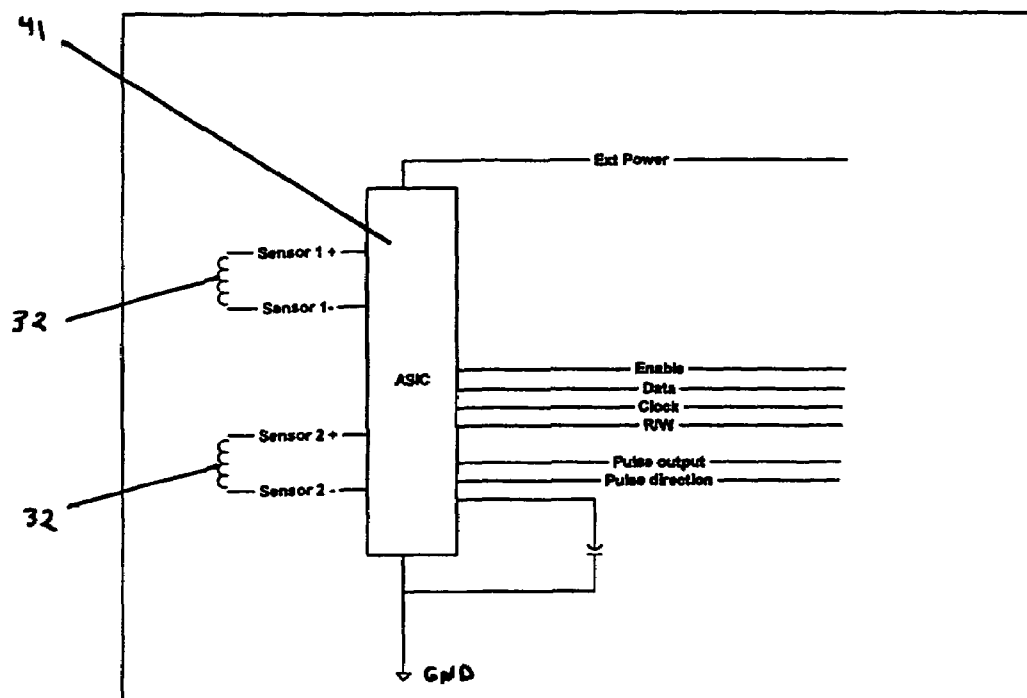 41
Ext Power
Sensor 1 +
32
Sensor 1-
Enable
ASIC
Data
Clock
R/W
Sensor 2 +
Pulse output
Pulse direction
Sensor 2 -
32
GND